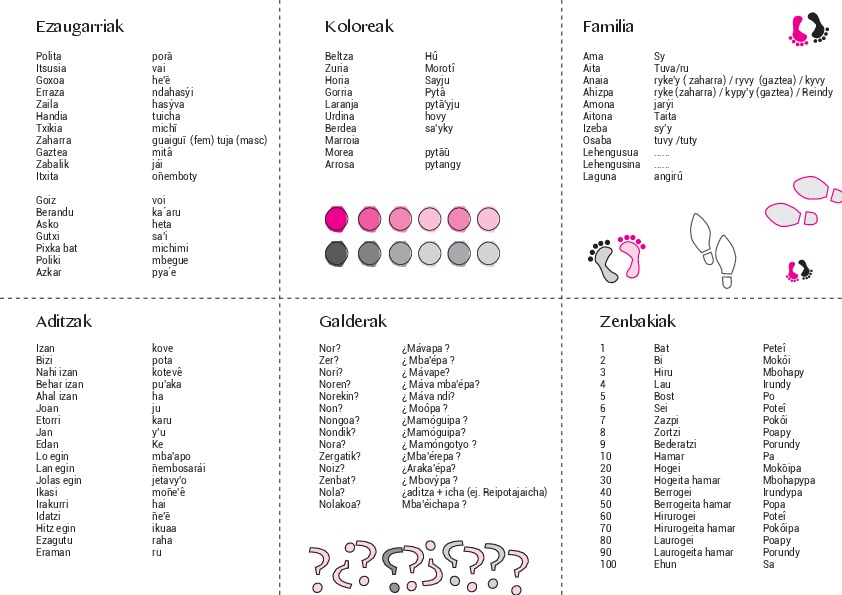 Ezaugarriak
Polita porã
Itsusia vai
Goxoa he'ẽ
Erraza ndahasýi
Zaila hasýva
Handia tuicha
Txikia michĩ
Zaharra guaiguĩ (fem) tuja (masc)
Gaztea mitã
Zabalik jái
Itxita oñemboty
Goiz voi
Berandu ka´aru
Asko heta
Gutxi sa'i
Pixka bat michimi
Poliki mbegue
Azkar pya´e
Koloreak
Beltza Hũ
Zuria Morotĩ
Horia Sayju
Gorria Pytã
Laranja pytã'yju
Urdina hovy
Berdea sa'yky
Marroia
Morea pytãũ
Arrosa pytangy
Familia
Ama Sy
Aita Tuva/ru
Anaia ryke'y ( zaharra) / ryvy (gaztea) / kyvy
Ahizpa ryke (zaharra) / kypy'y (gaztea) / Reindy
Amona jarýi
Aitona Taita
Izeba sy'y
Osaba tuvy /tuty
Lehengusua ......
Lehengusina ......
Laguna angirũ
Aditzak
Izan kove
Bizi pota
Nahi izan kotevẽ
Behar izan pu'aka
Ahal izan ha
Joan ju
Etorri karu
Jan y'u
Edan Ke
Lo egin mba'apo
Lan egin ñembosarái
Jolas egin jetavy'o
Ikasi moñe'ẽ
Irakurri hai
Idatzi ñe'ẽ
Hitz egin ikuaa
Ezagutu raha
Eraman ru
Galderak
Nor? ¿Mávapa ?
Zer? ¿ Mba'épa ?
Nori? ¿ Mávape?
Noren? ¿ Máva mba'épa?
Norekin? ¿ Máva ndi?
Non? ¿ Moõpa ?
Nongoa? ¿Mamóguipa ?
Nondik? ¿Mamóguipa?
Nora? ¿ Mamóngotyo ?
Zergatik? ¿Mba'érepa ?
Noiz? ¿Araka'épa?
Zenbat? ¿ Mbovýpa ?
Nola? ¿aditza + icha (ej. Reipotajaicha)
Nolakoa? Mba'éichapa ?
Zenbakiak
1 Bat Peteĩ
2 Bi Mokõi
3 Hiru Mbohapy
4 Lau Irundy
5 Bost Po
6 Sei Poteĩ
7 Zazpi Pokõi
8 Zortzi Poapy
9 Bederatzi Porundy
10 Hamar Pa
20 Hogei Mokõipa
30 Hogeita hamar Mbohapypa
40 Berrogei Irundypa
50 Berrogeita hamar Popa
60 Hirurogei Poteĩ
70 Hirurogeita hamar Pokõipa
80 Laurogei Poapy
90 Laurogeita hamar Porundy
100 Ehun Sa